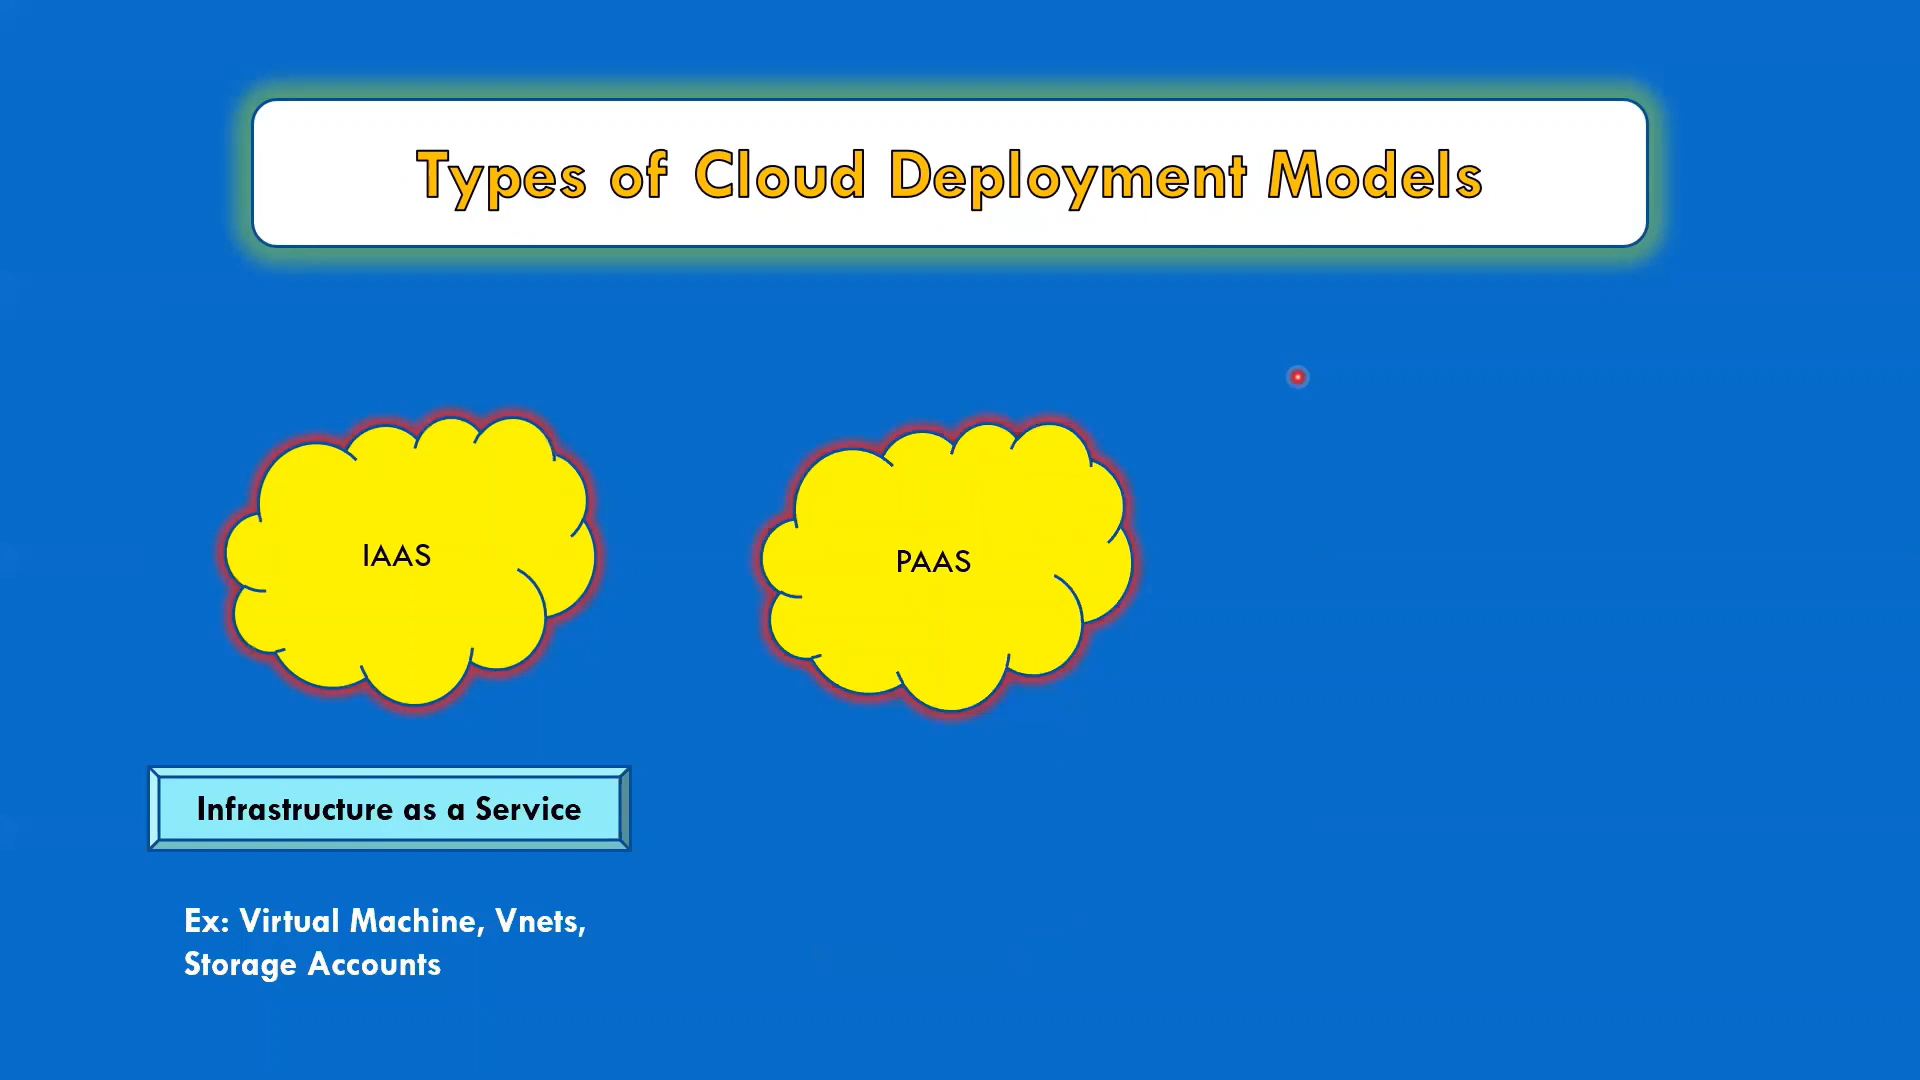 Types of Cloud Deployment Models
IAAS
PAAS
Infrastructure as a Service
Ex: Virtual Machine, Vnets,
Storage Accounts